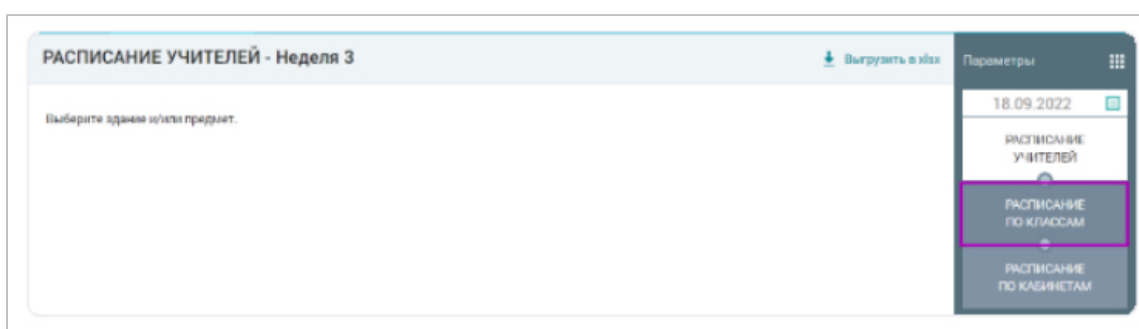 РАСПИСАНИЕ УЧИТЕЛЕЙ - Неделя 3
Выгрузить в xlsx
Выберите здание и/или предмет.
Параметры
18.09.2022
РАСПИСАНИЕ
УЧИТЕЛЕЙ
РАСПИСАНИЕ
ПО КЛАССАМ
РАСПИСАНИЕ
ПО КАБИНЕТАМ